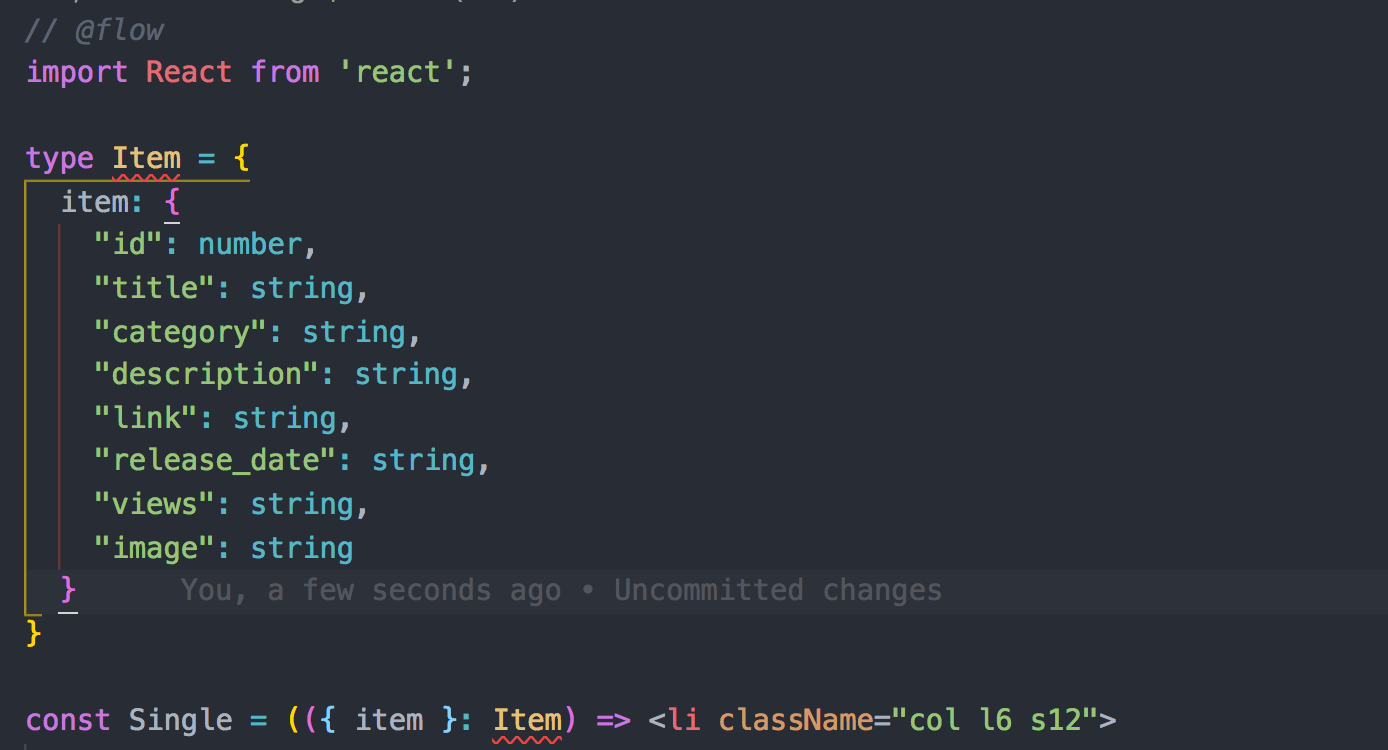 // @flow
import React from 'react';
type Item = {
item: {
"id": number,
"title": string,
"category": string,
"description": string,
"link": string,
"release_date": string,
"views": string,
"image": string
} You, a few seconds ago • Uncommitted changes
}
const Single = (({ item }: Item) => <li className="col l6 s12">